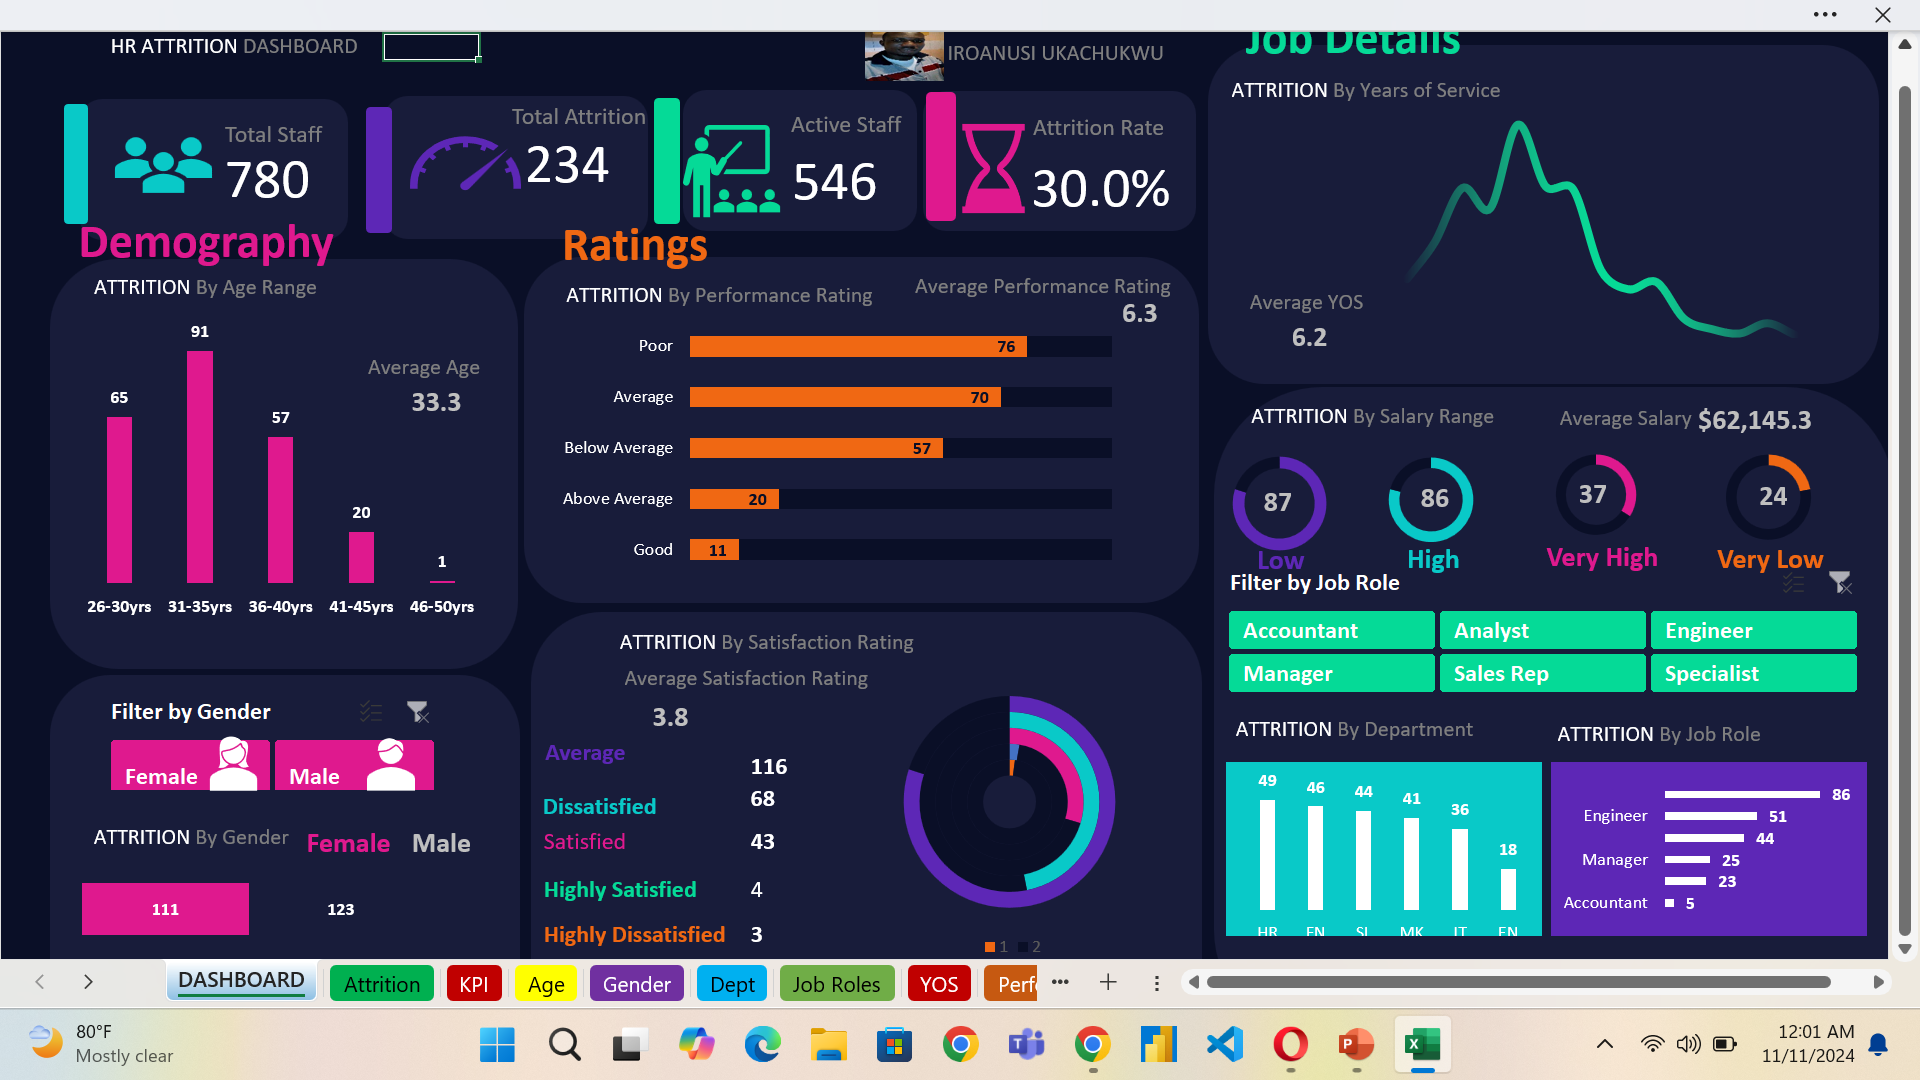 HR ATTRITION DASHBOARD
IROANUSI UKACHUKWU
Total Staff
780
Total Attrition
234
Active Staff
546
Attrition Rate
30.0%
Demography
ATTRITION By Age Range
91
65
57
20
1
Average Age
33.3
26-30yrs 31-35yrs 36-40yrs 41-45yrs 46-50yrs
Filter by Gender
Female Male
ATTRITION By Gender Female Male
111 123
Ratings
ATTRITION By Performance Rating
Average Performance Rating
6.3
Poor 76
Average 70
Below Average 57
Above Average 20
Good 11
ATTRITION By Satisfaction Rating
Average Satisfaction Rating
3.8
Average 116
Dissatisfied 68
Satisfied 43
Highly Satisfied 4
Highly Dissatisfied 3
1 2
Job Details
ATTRITION By Years of Service
Average YOS
6.2
ATTRITION By Salary Range
Average Salary $62,145.3
87 86 37 24
Low High Very High Very Low
Filter by Job Role
Accountant Analyst Engineer
Manager Sales Rep Specialist
ATTRITION By Department
49 46 44 41 36 18
HR FN SL MK IT EN
ATTRITION By Job Role
86
Engineer 51
44
Manager 25
23
Accountant 5
DASHBOARD Attrition KPI Age Gender Dept Job Roles YOS Perf
80°F
Mostly clear
12:01 AM
11/11/2024